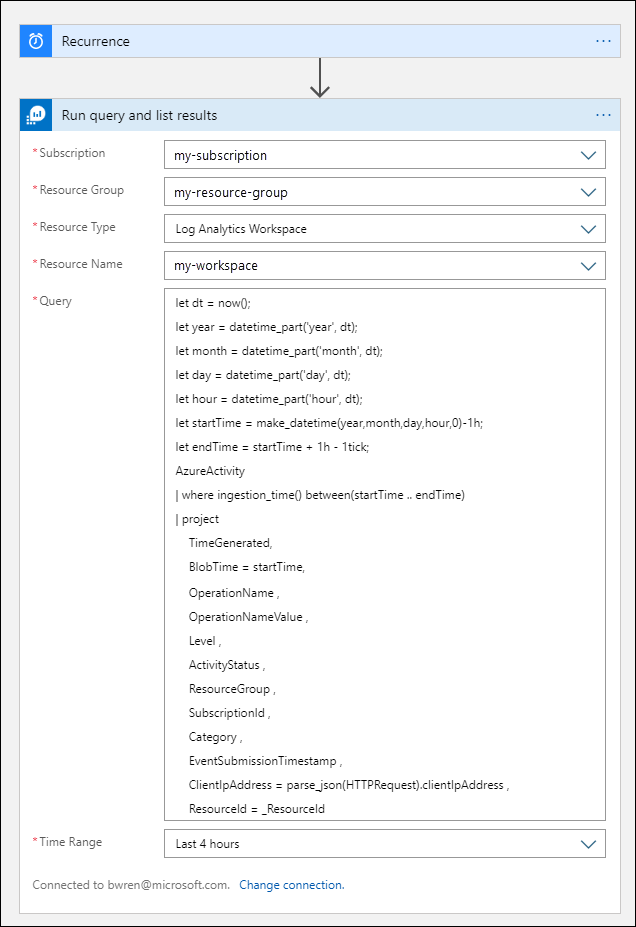 Recurrence ...
Run query and list results ...
* Subscription my-subscription
* Resource Group my-resource-group
* Resource Type Log Analytics Workspace
* Resource Name my-workspace
* Query
let dt = now();
let year = datetime_part('year', dt);
let month = datetime_part('month', dt);
let day = datetime_part('day', dt);
let hour = datetime_part('hour', dt);
let startTime = make_datetime(year,month,day,hour,0)-1h;
let endTime = startTime + 1h - 1tick;
AzureActivity
| where ingestion_time() between(startTime .. endTime)
| project
TimeGenerated,
BlobTime = startTime,
OperationName ,
OperationNameValue ,
Level ,
ActivityStatus ,
ResourceGroup ,
SubscriptionId ,
Category ,
EventSubmissionTimestamp ,
ClientIpAddress = parse_json(HTTPRequest).clientIpAddress ,
ResourceId = _ResourceId
* Time Range Last 4 hours
Connected to bwren@microsoft.com. Change connection.